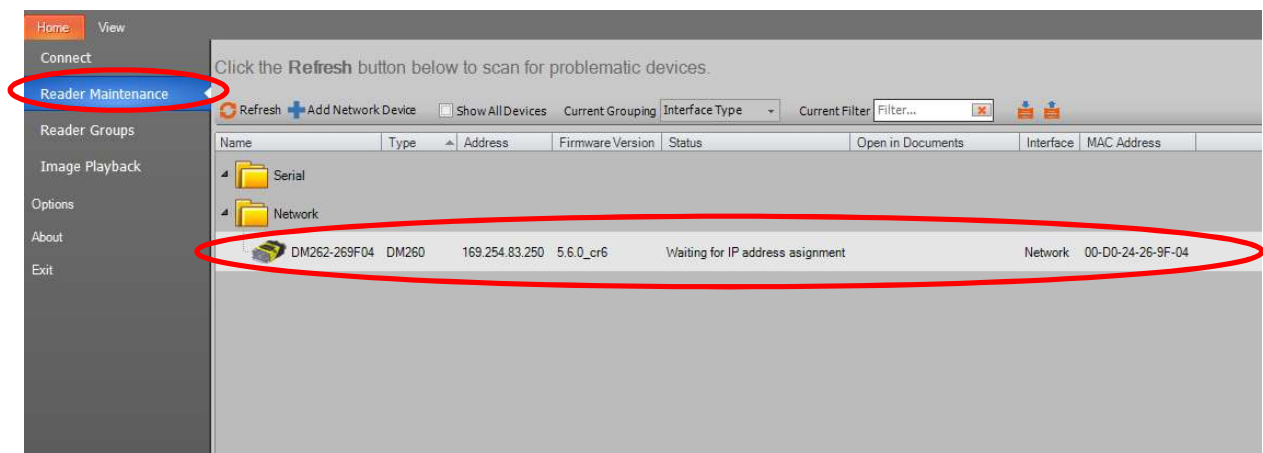 Home View
Connect
Reader Maintenance
Reader Groups
Image Playback
Options
About
Exit
Click the Refresh button below to scan for problematic devices.
Refresh Add Network Device Show All Devices Current Grouping Interface Type Current Filter Filter...
Name Type Address Firmware Version Status Open in Documents Interface MAC Address
Serial
Network
DM262-269F04 DM260 169.254.83.250 5.6.0_cr6 Waiting for IP address asignment Network 00-D0-24-26-9F-04